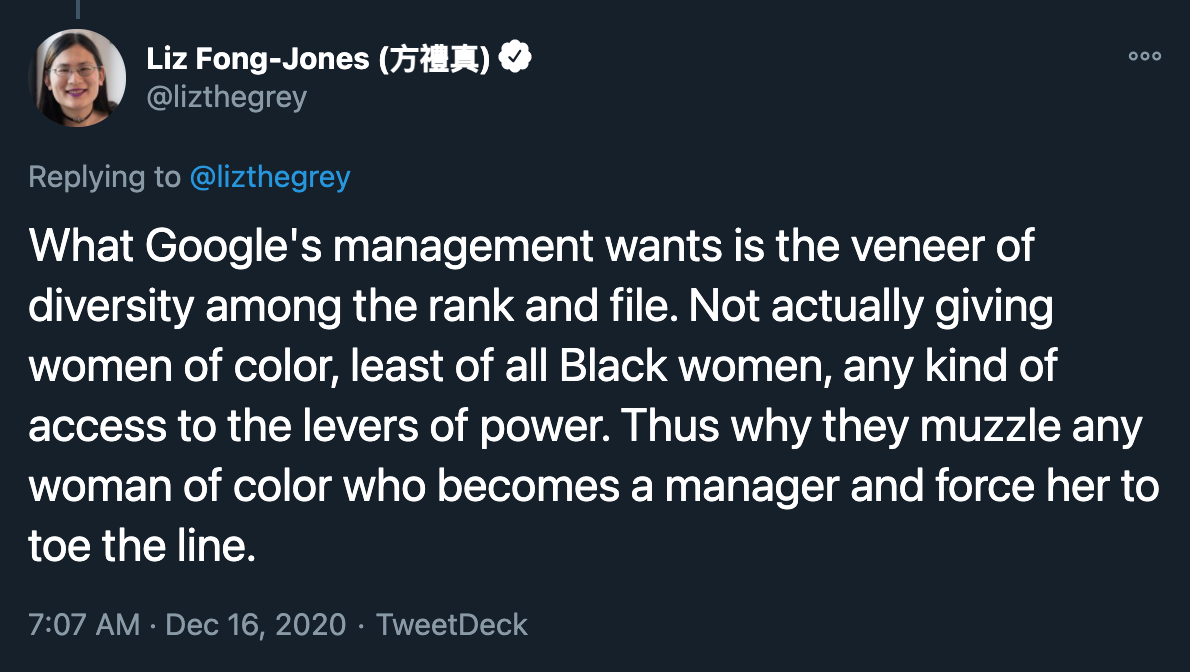 Liz Fong-Jones (方禮真)
@lizthegrey
Replying to @lizthegrey
What Google's management wants is the veneer of
diversity among the rank and file. Not actually giving
women of color, least of all Black women, any kind of
access to the levers of power. Thus why they muzzle any
woman of color who becomes a manager and force her to
toe the line.
7:07 AM · Dec 16, 2020 · TweetDeck